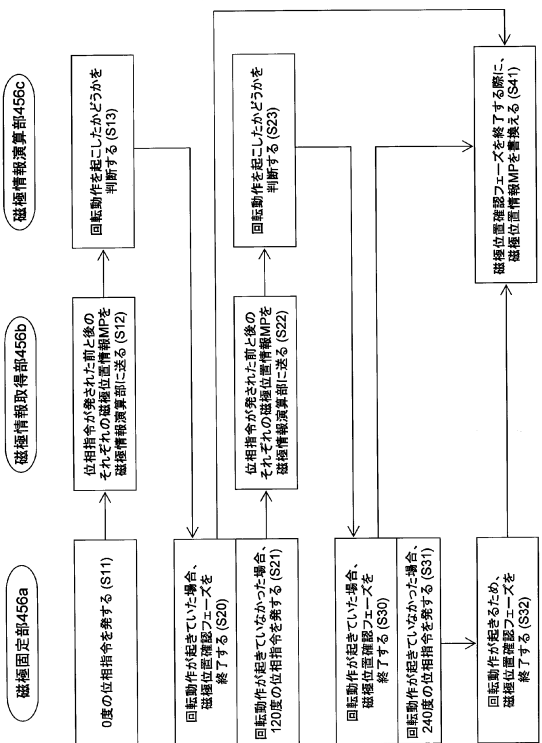 磁極固定部456a
磁極情報取得部456b
磁極情報演算部456c
0度の位相指令を発する (S11)
位相指令が発された前と後の
それぞれの磁極位置情報MPを
磁極情報演算部に送る (S12)
回転動作を起こしたかどうかを
判断する (S13)
回転動作が起きていた場合、
磁極位置確認フェーズを
終了する (S20)
回転動作が起きていなかった場合、
120度の位相指令を発する (S21)
位相指令が発された前と後の
それぞれの磁極位置情報MPを
磁極情報演算部に送る (S22)
回転動作を起こしたかどうかを
判断する (S23)
回転動作が起きていた場合、
磁極位置確認フェーズを
終了する (S30)
回転動作が起きていなかった場合、
240度の位相指令を発する (S31)
回転動作が起きるため、
磁極位置確認フェーズを
終了する (S32)
磁極位置確認フェーズを終了する際に、
磁極位置情報MPを書換える (S41)